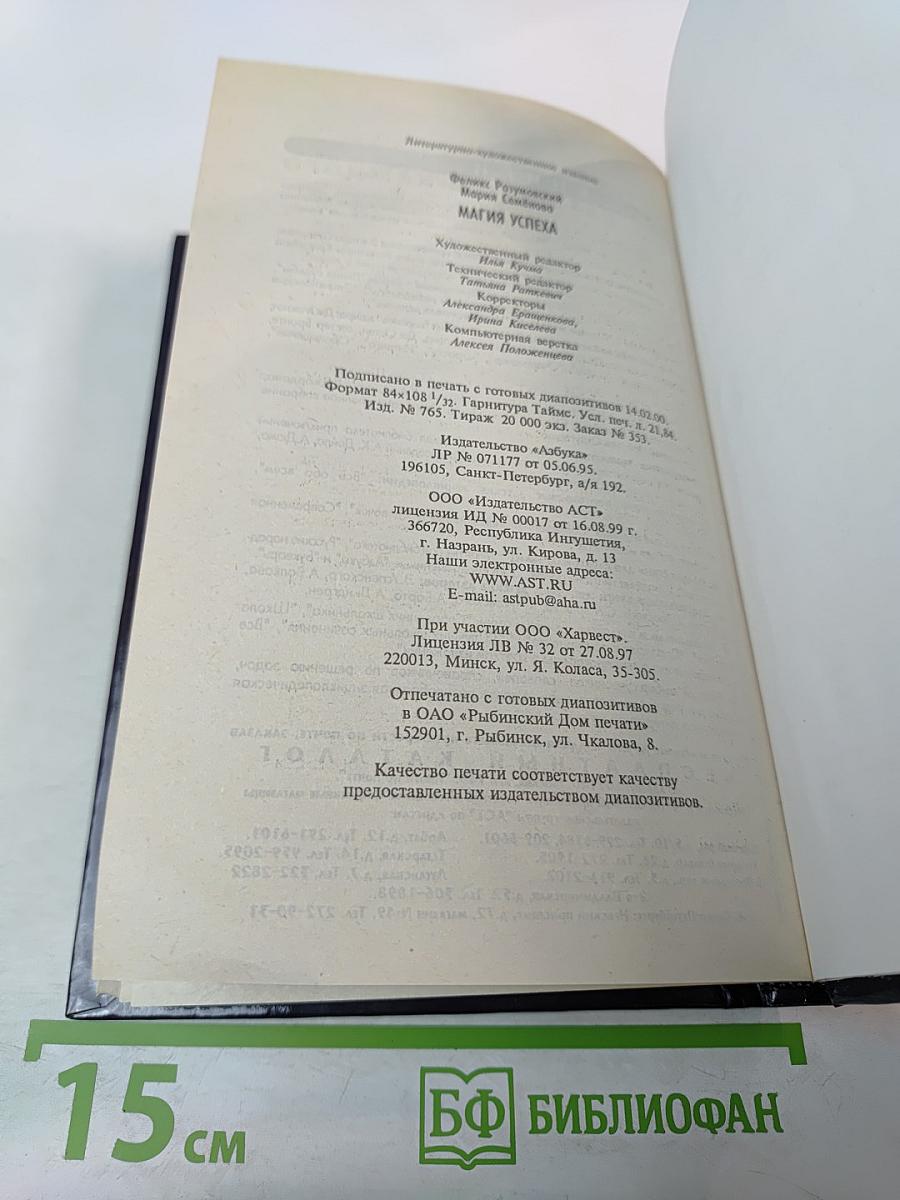 Литературно-художественное издание
Феликс Разумовский
Мария Семёнова
МАГИЯ УСПЕХА
Художественный редактор
Илья Кучма
Технический редактор
Татьяна Раткевич
Корректоры
Александра Еращенкова,
Ирина Киселева
Компьютерная верстка
Алексея Положенцева
Подписано в печать с готовых диапозитивов 14.02.00.
Формат 84×108 1/32. Гарнитура Таймс. Усл. печ. л. 21,84.
Изд. № 765. Тираж 20 000 экз. Заказ № 353.
Издательство «Азбука»
ЛР № 071177 от 05.06.95.
196105, Санкт-Петербург, а/я 192.
ООО «Издательство АСТ»
лицензия ИД № 00017 от 16.08.99 г.
366720, Республика Ингушетия,
г. Назрань, ул. Кирова, д. 13
Наши электронные адреса:
WWW.AST.RU
E-mail: astpub@aha.ru
При участии ООО «Харвест».
Лицензия ЛВ № 32 от 27.08.97
220013, Минск, ул. Я. Коласа, 35-305.
Отпечатано с готовых диапозитивов
в ОАО «Рыбинский Дом печати»
152901, г. Рыбинск, ул. Чкалова, 8.
Качество печати соответствует качеству
предоставленных издательством диапозитивов.
15 см
БФ БИБЛИОФАН